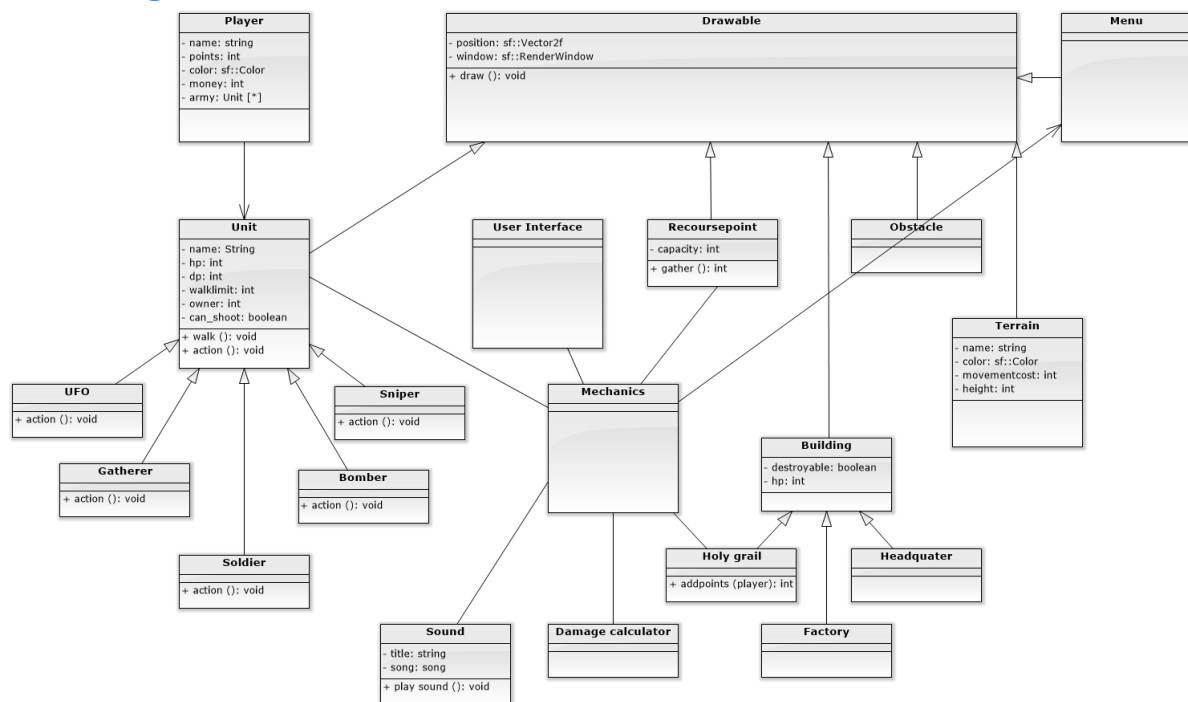 Player
- name: string
- points: int
- color: sf::Color
- money: int
- army: Unit [*]
Drawable
- position: sf::Vector2f
- window: sf::RenderWindow
+ draw (): void
Menu
Unit
- name: String
- hp: int
- dp: int
- walklimit: int
- owner: int
- can_shoot: boolean
+ walk (): void
+ action (): void
User Interface
Recoursepoint
- capacity: int
+ gather (): int
Obstacle
Terrain
- name: string
- color: sf::Color
- movementcost: int
- height: int
UFO
+ action (): void
Sniper
+ action (): void
Mechanics
Gatherer
+ action (): void
Bomber
+ action (): void
Building
- destroyable: boolean
- hp: int
Soldier
+ action (): void
Holy grail
+ addpoints (player): int
Headquater
Sound
- title: string
- song: song
+ play sound (): void
Damage calculator
Factory